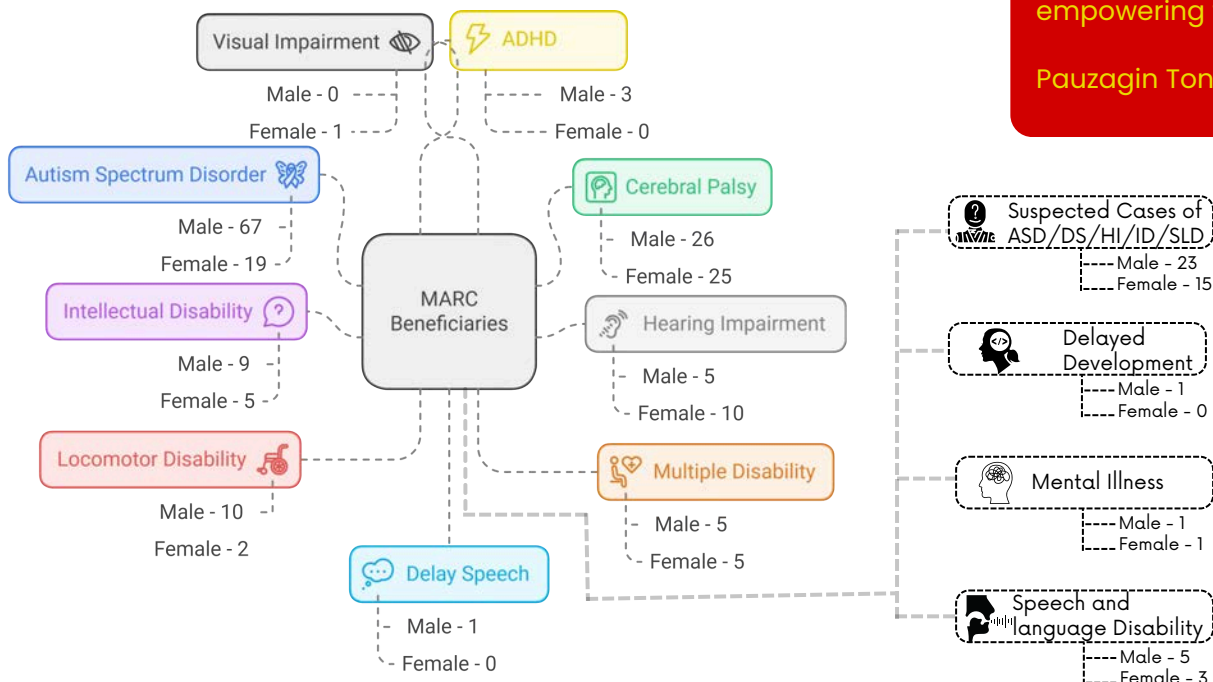 empowering
Pauzagin Ton
Visual Impairment
Male - 0
Female - 1
ADHD
Male - 3
Female - 0
Autism Spectrum Disorder
Male - 67
Female - 19
Cerebral Palsy
Male - 26
Female - 25
MARC
Beneficiaries
Intellectual Disability
Male - 9
Female - 5
Hearing Impairment
Male - 5
Female - 10
Locomotor Disability
Male - 10
Female - 2
Multiple Disability
Male - 5
Female - 5
Delay Speech
Male - 1
Female - 0
Suspected Cases of
ASD/DS/HI/ID/SLD
Male - 23
Female - 15
Delayed
Development
Male - 1
Female - 0
Mental Illness
Male - 1
Female - 1
Speech and
language Disability
Male - 5
Female - 3